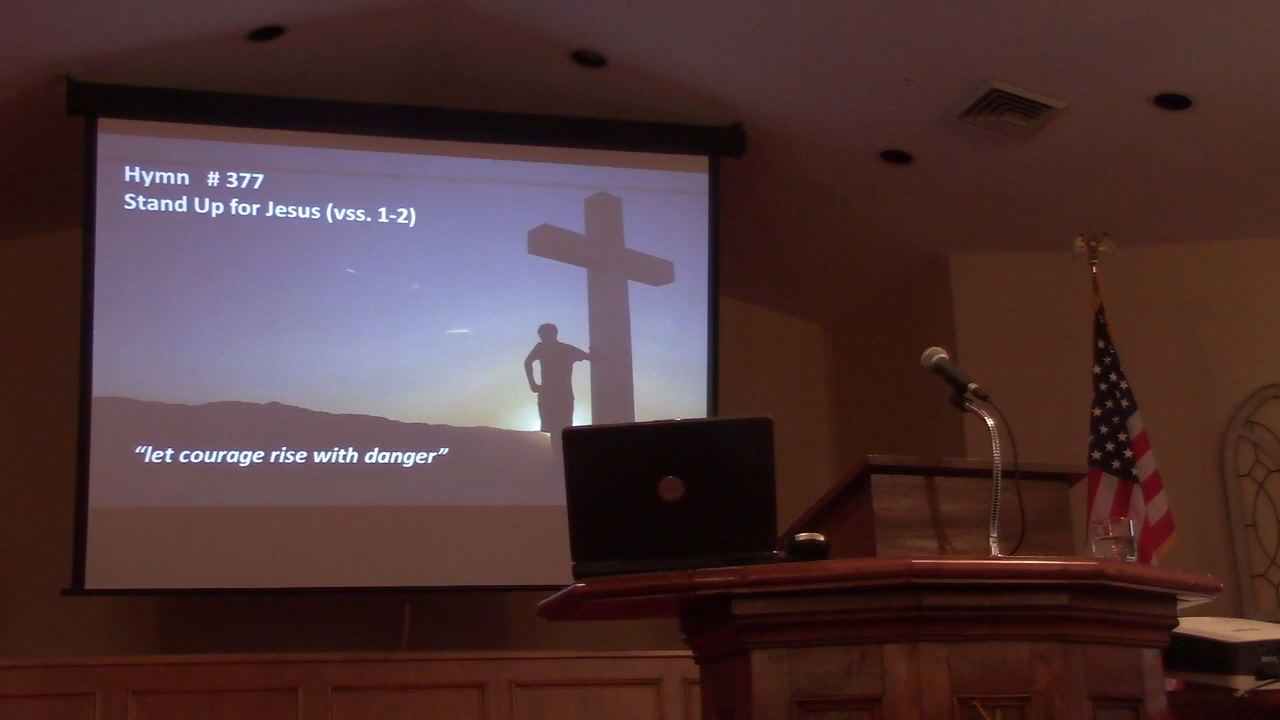 Hymn # 377
Stand Up for Jesus (vss. 1-2)
“let courage rise with danger”